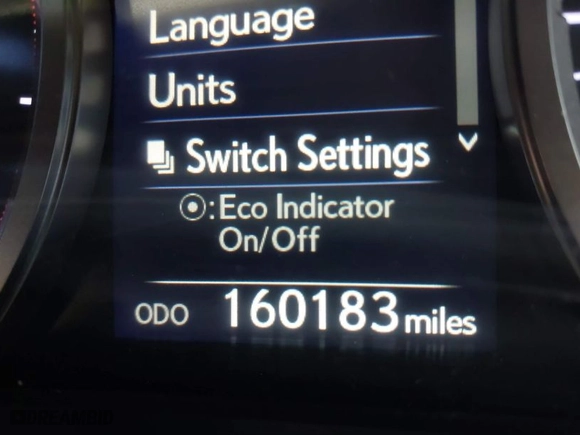 Language
Units
Switch Settings
:Eco Indicator
On/Off
ODO 160183 miles